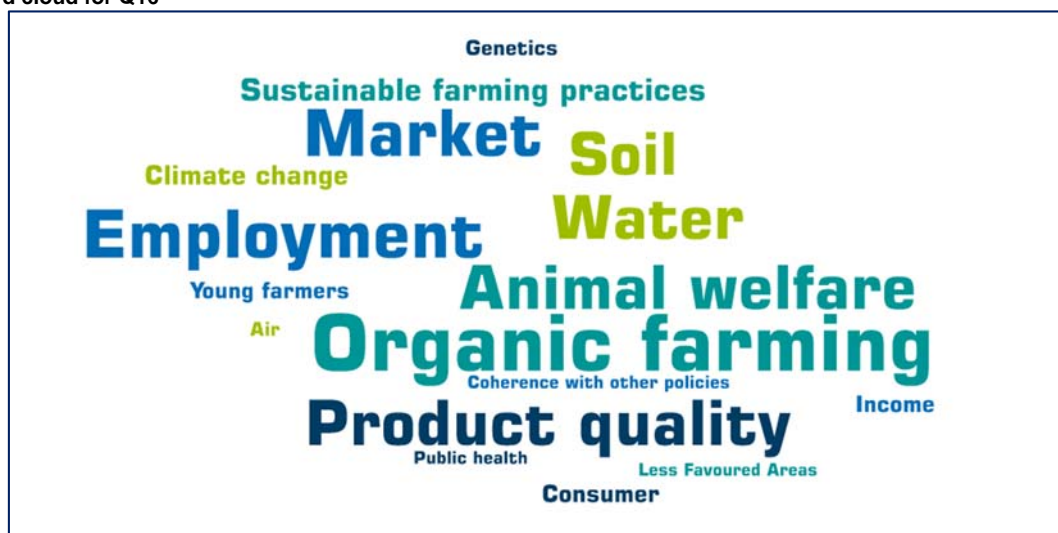 d cloud for Q10
Genetics
Sustainable farming practices
Market
Soil
Climate change
Water
Employment
Animal welfare
Young farmers
Air
Organic farming
Coherence with other policies
Income
Product quality
Public health
Less Favoured Areas
Consumer